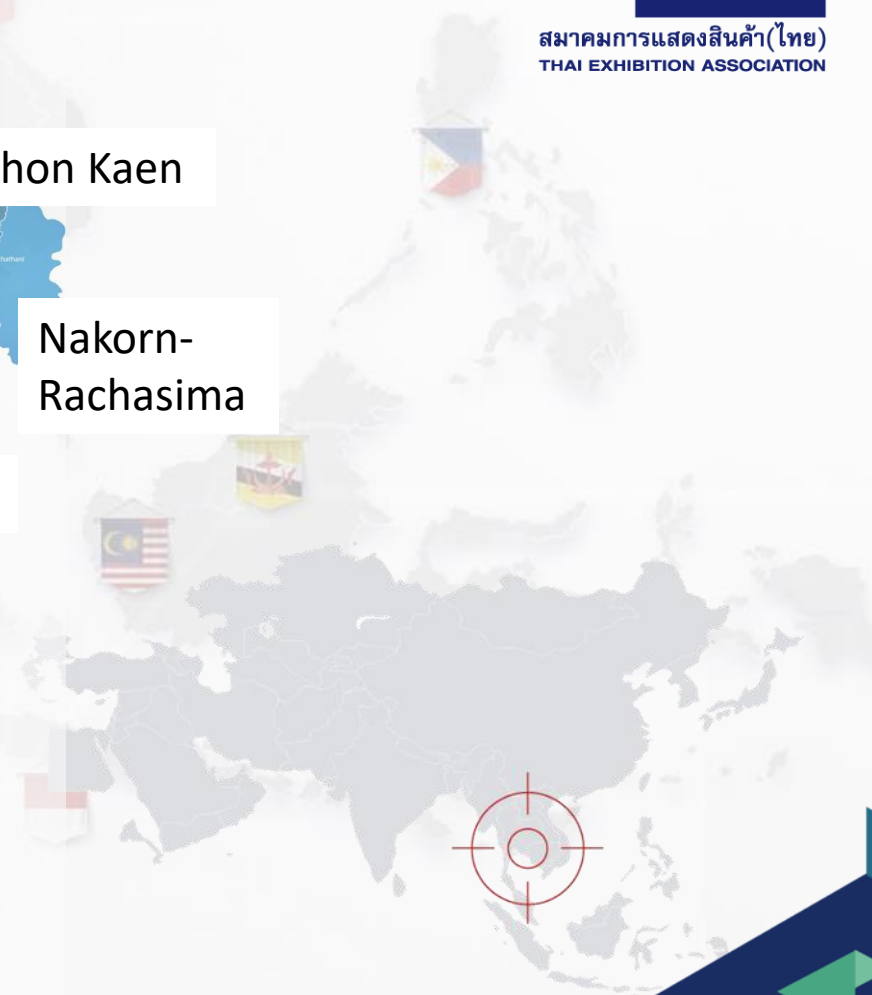 สมาคมการแสดงสินค้า(ไทย)
THAI EXHIBITION ASSOCIATION
hon Kaen
Nakorn-
Rachasima